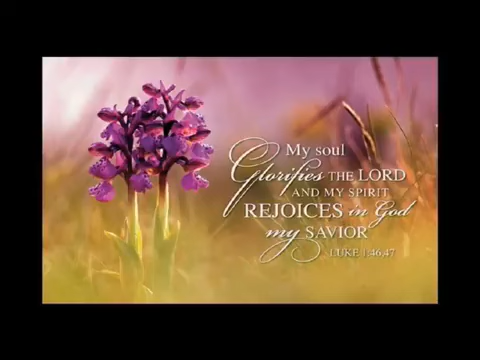 My soul
Glorifies THE LORD
AND MY SPIRIT
REJOICES in God
my SAVIOR
LUKE 1:46,47